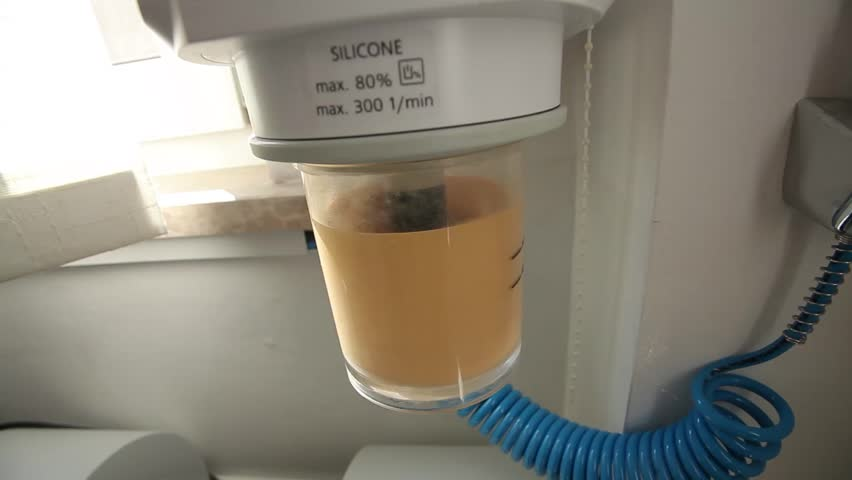 SILICONE
max. 80%
max. 300 1/min